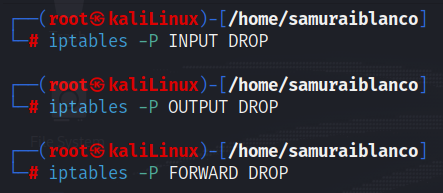 ┌──(root㉿kaliLinux)-[/home/samuraiblanco]
└─# iptables -P INPUT DROP
┌──(root㉿kaliLinux)-[/home/samuraiblanco]
└─# iptables -P OUTPUT DROP
┌──(root㉿kaliLinux)-[/home/samuraiblanco]
└─# iptables -P FORWARD DROP